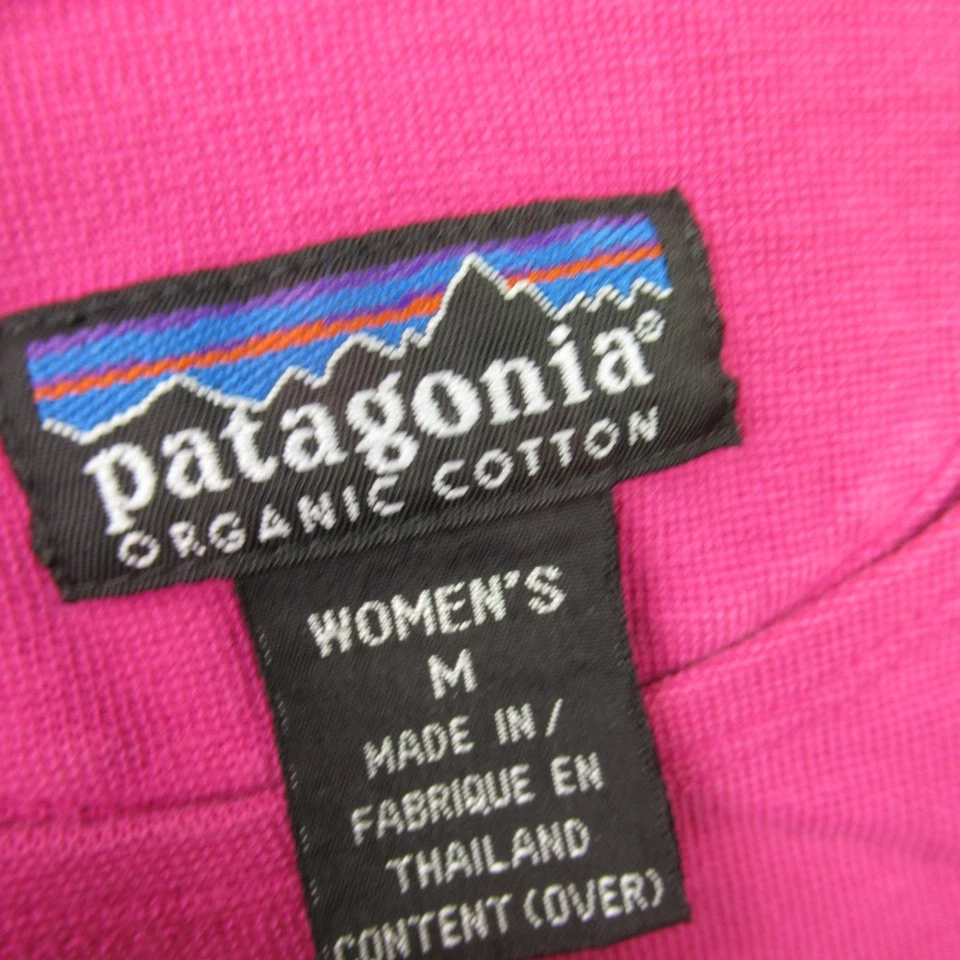 patagonia®
ORGANIC COTTON
WOMEN'S
M
MADE IN/
FABRIQUE EN
THAILAND
CONTENT (OVER)